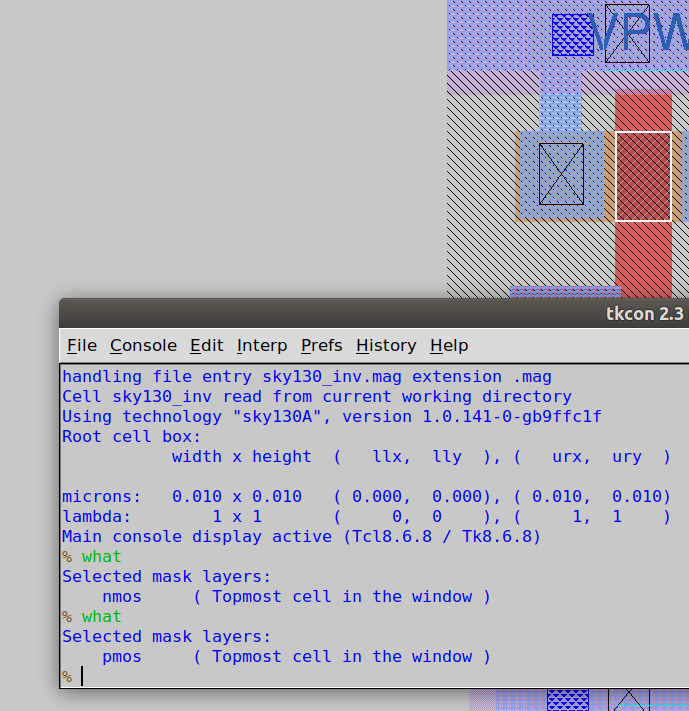 VPW
tkcon 2.3
File Console Edit Interp Prefs History Help
handling file entry sky130_inv.mag extension .mag
Cell sky130_inv read from current working directory
Using technology "sky130A", version 1.0.141-0-gb9ffc1f
Root cell box:
width x height ( llx, lly ), ( urx, ury )
microns: 0.010 x 0.010 ( 0.000, 0.000), ( 0.010, 0.010)
lambda: 1 x 1 ( 0, 0 ), ( 1, 1 )
Main console display active (Tcl8.6.8 / Tk8.6.8)
% what
Selected mask layers:
nmos ( Topmost cell in the window )
% what
Selected mask layers:
pmos ( Topmost cell in the window )
%